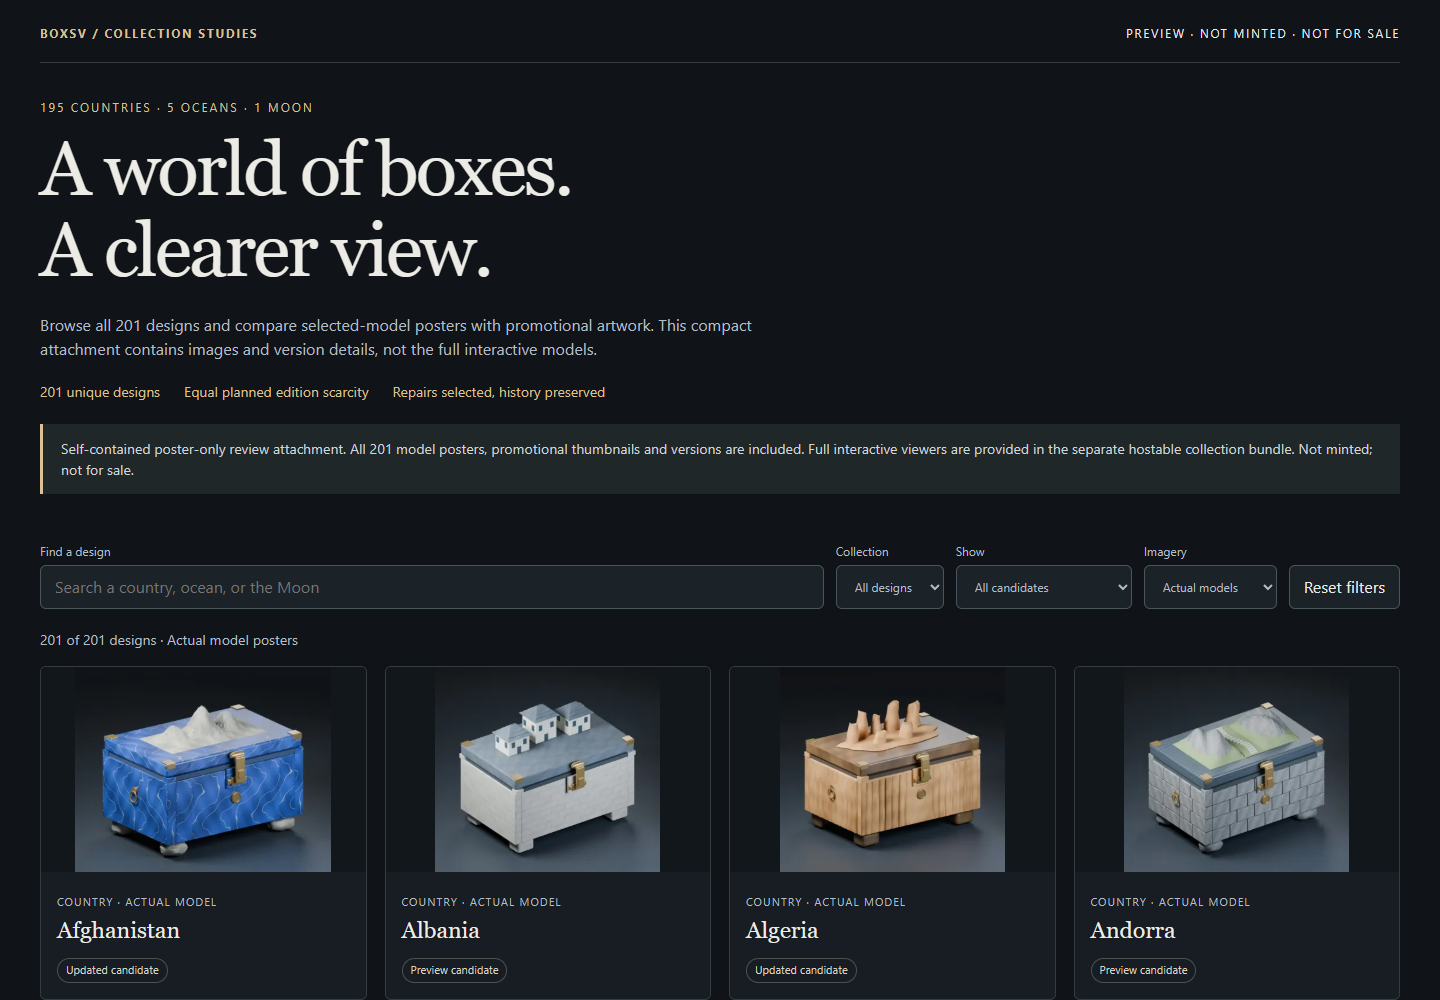 BOXSV / COLLECTION STUDIES
PREVIEW · NOT MINTED · NOT FOR SALE
195 COUNTRIES · 5 OCEANS · 1 MOON
A world of boxes.
A clearer view.
Browse all 201 designs and compare selected-model posters with promotional artwork. This compact
attachment contains images and version details, not the full interactive models.
201 unique designs
Equal planned edition scarcity
Repairs selected, history preserved
Self-contained poster-only review attachment. All 201 model posters, promotional thumbnails and versions are included. Full interactive viewers are provided in the separate hostable collection bundle. Not minted;
not for sale.
Find a design
Collection
Show
Imagery
Search a country, ocean, or the Moon
All designs
All candidates
Actual models
Reset filters
201 of 201 designs · Actual model posters
COUNTRY · ACTUAL MODEL
Afghanistan
Updated candidate
COUNTRY · ACTUAL MODEL
Albania
Preview candidate
COUNTRY · ACTUAL MODEL
Algeria
Updated candidate
COUNTRY · ACTUAL MODEL
Andorra
Preview candidate